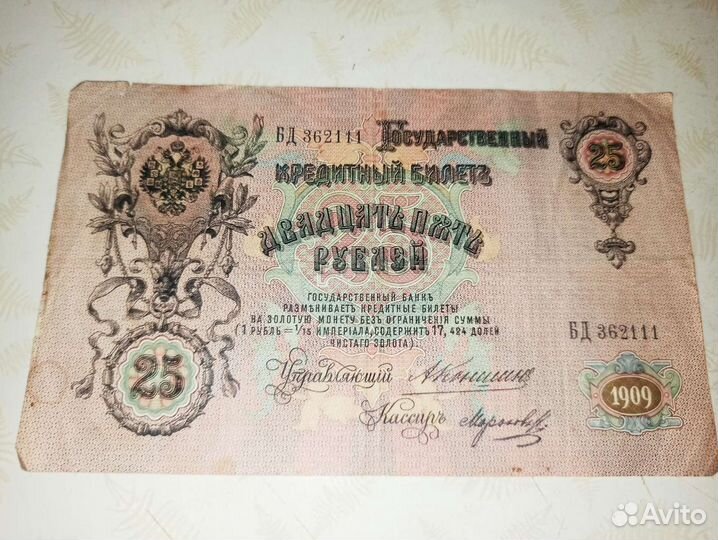 БД 362111 Государственный
25
Кредитный Билетъ
Двадцать пять
Рублей
Государственный Банкъ
размѣниваетъ кредитные билеты
на золотую монету безъ ограниченія суммы
(1 рубль = 1/15 империала, содержитъ 17,424 долей
чистаго золота).
БД 362111
25
Управляющій
1909
Кассиръ
Avito